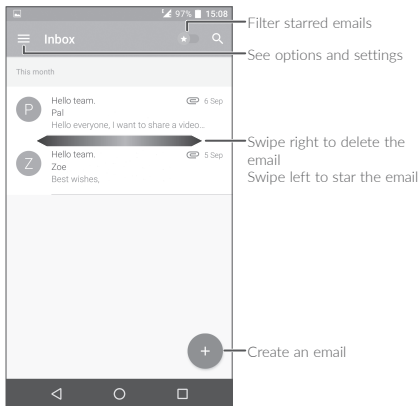 97% 15:08
Filter starred emails
Inbox
See options and settings
This month
P
Hello team. 6 Sep
Pal
Hello everyone, I want to share a video...
Swipe right to delete the
email
Swipe left to star the email
Z
Hello team. 5 Sep
Zoe
Best wishes,
+
Create an email